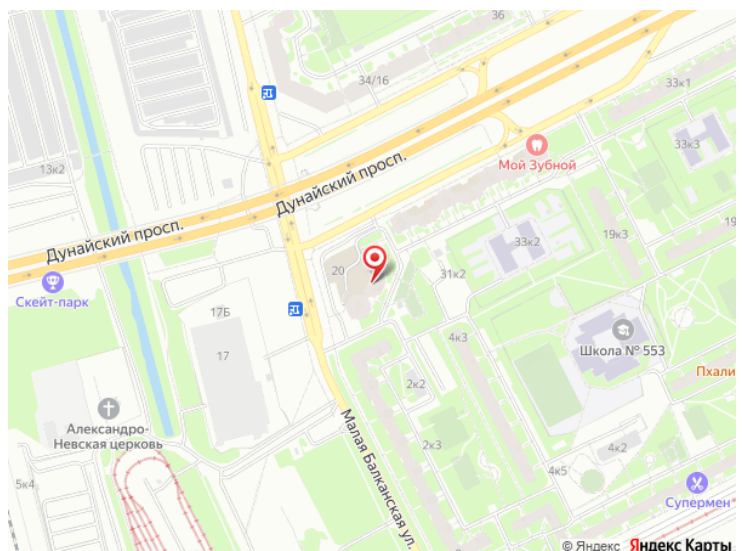 36
34/16
33к1
33к3
13к2
Мой Зубной
Дунайский просп.
Дунайский просп.
19к3
19
33к2
20
31к2
Скейт-парк
17Б
17
4к3
Школа № 553
Пхали
2к2
Александро-
Невская церковь
Малая Балканская ул.
2к3
4к2
4к5
5к4
Супермен
© Яндекс Яндекс Карты